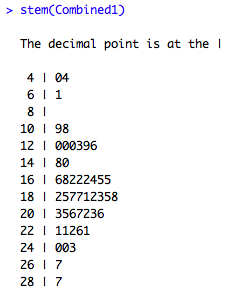 > stem(Combined1)
The decimal point is at the |
4 | 04
6 | 1
8 |
10 | 98
12 | 000396
14 | 80
16 | 68222455
18 | 257712358
20 | 3567236
22 | 11261
24 | 003
26 | 7
28 | 7